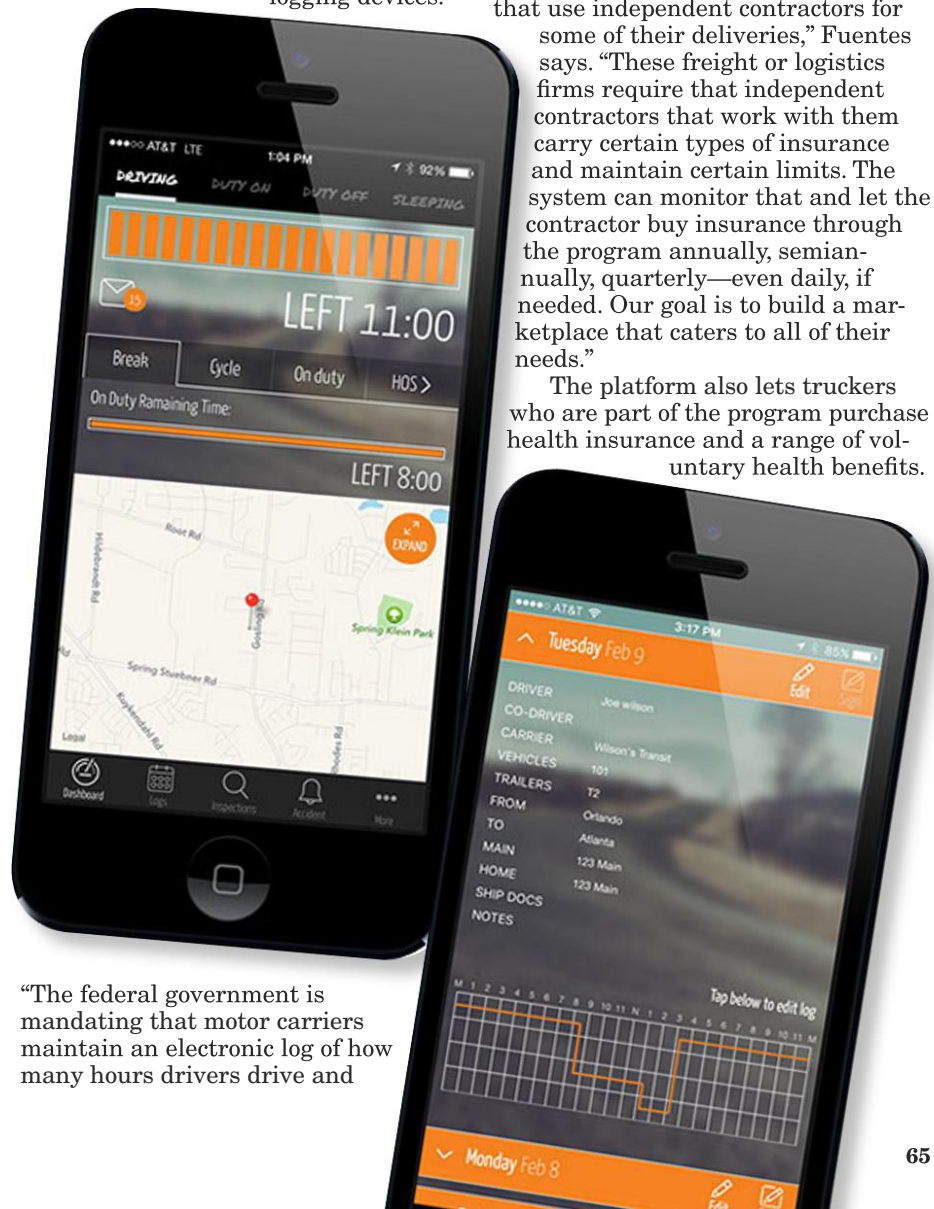 logging devices.
that use independent contractors for
some of their deliveries,” Fuentes
says. “These freight or logistics
firms require that independent
contractors that work with them
carry certain types of insurance
and maintain certain limits. The
system can monitor that and let the
contractor buy insurance through
the program annually, semian-
nually, quarterly—even daily, if
needed. Our goal is to build a mar-
ketplace that caters to all of their
needs.”
The platform also lets truckers
who are part of the program purchase
health insurance and a range of vol-
untary health benefits.
AT&T LTE 1:04 PM 92%
DRIVING DUTY ON DUTY OFF SLEEPING
15
LEFT 11:00
Break Cycle On duty HOS >
On Duty Ramaining Time:
LEFT 8:00
EXPAND
Root Rd
Hildebrandt Rd
Spring Klein Park
Spring Stuebner Rd
Kuykendahl Rd
Rd
Legal
Dashboard Logs Inspections Accident More
“The federal government is
mandating that motor carriers
maintain an electronic log of how
many hours drivers drive and
AT&T 3:17 PM 85%
Tuesday Feb 9 Edit Sign
DRIVER Joe wilson
CO-DRIVER
CARRIER Wilson's Transit
VEHICLES 101
TRAILERS T2
FROM Orlando
TO Atlanta
MAIN 123 Main
HOME 123 Main
SHIP DOCS
NOTES
Tap below to edit log
M 1 2 3 4 5 6 7 8 9 10 11 N 1 2 3 4 5 6 7 8 9 10 11 M
Monday Feb 8 Edit
65